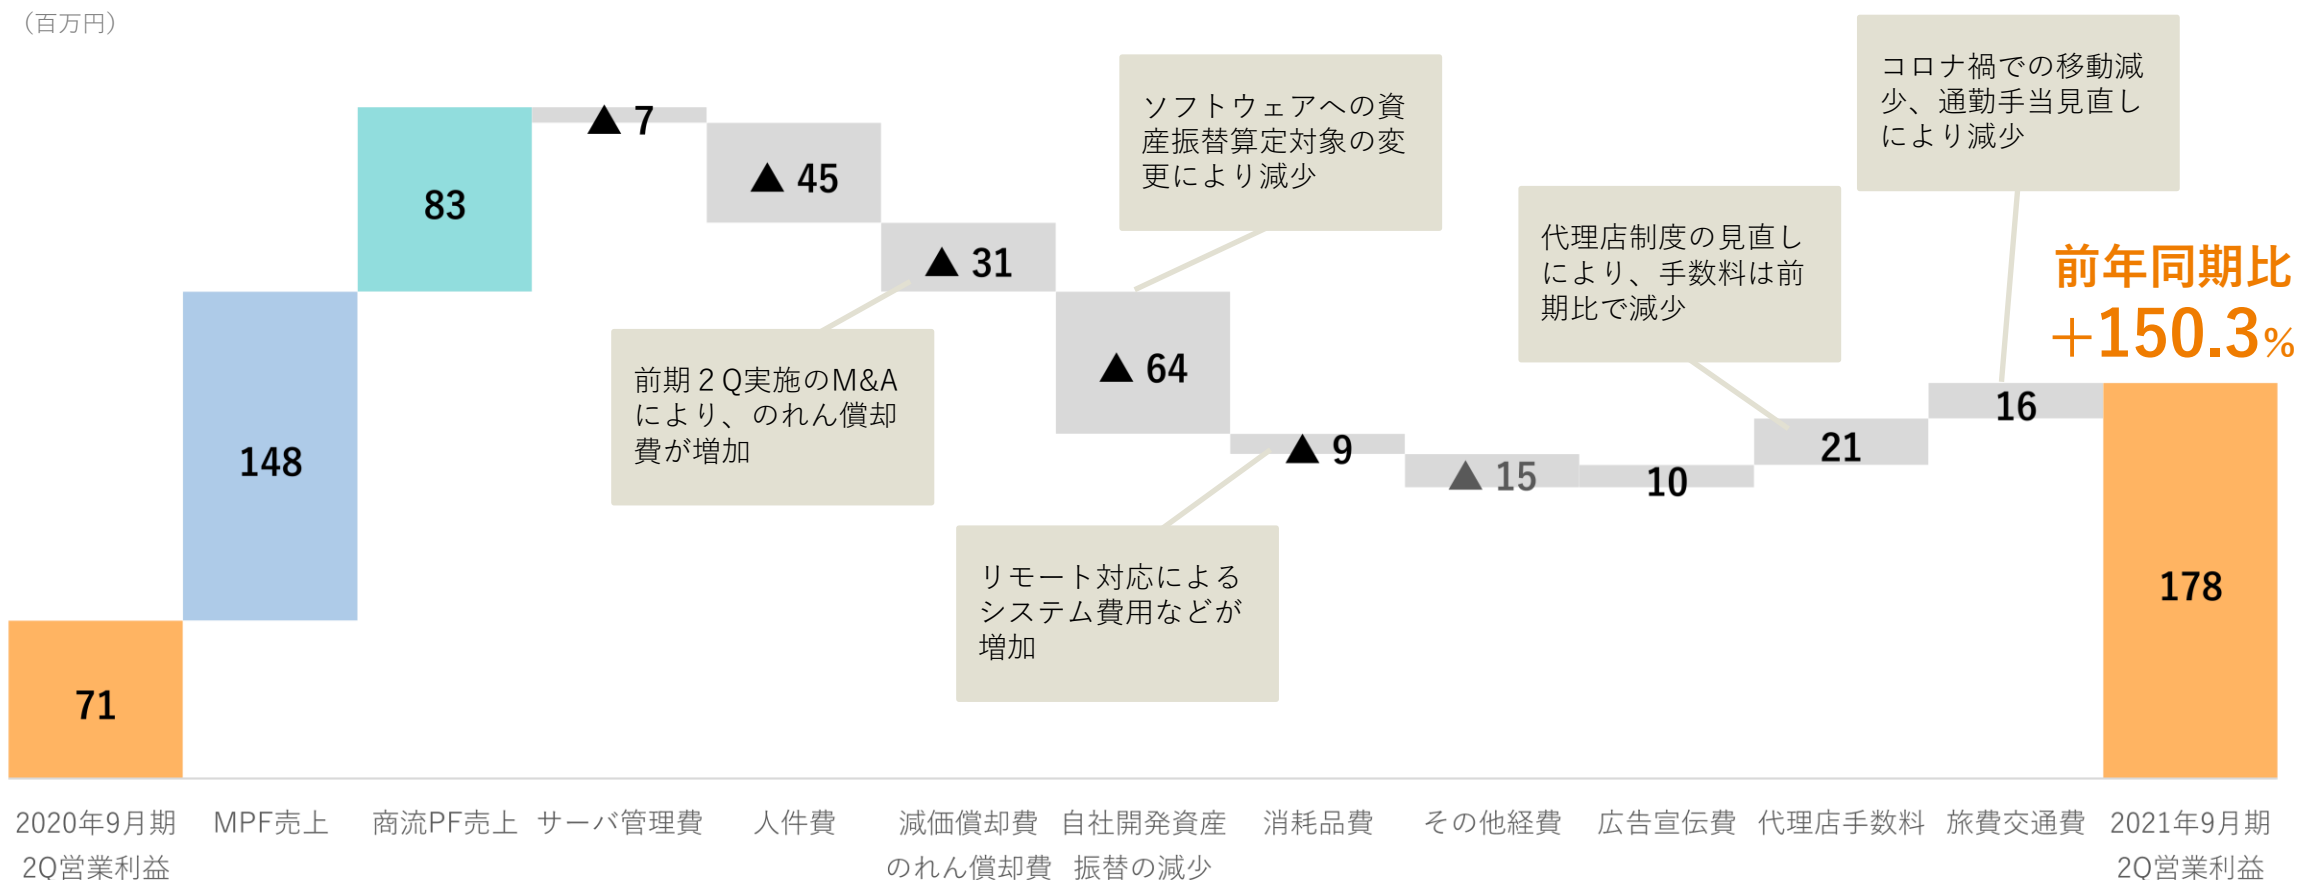 （百万円）
コロナ禍での移動減
少、通勤手当見直し
により減少
ソフトウェアへの資
産振替算定対象の変
更により減少
▲ 7
▲ 45
83
代理店制度の見直し
により、手数料は前
期比で減少
▲ 31
前年同期比
＋150.3%
前期２Q実施のM&A
により、のれん償却
費が増加
▲ 64
16
148
▲ 9
21
▲ 15
10
リモート対応による
システム費用などが
増加
178
71
2020年9月期
2Q営業利益
MPF売上
商流PF売上
サーバ管理費
人件費
減価償却費
のれん償却費
自社開発資産
振替の減少
消耗品費
その他経費
広告宣伝費
代理店手数料
旅費交通費
2021年9月期
2Q営業利益